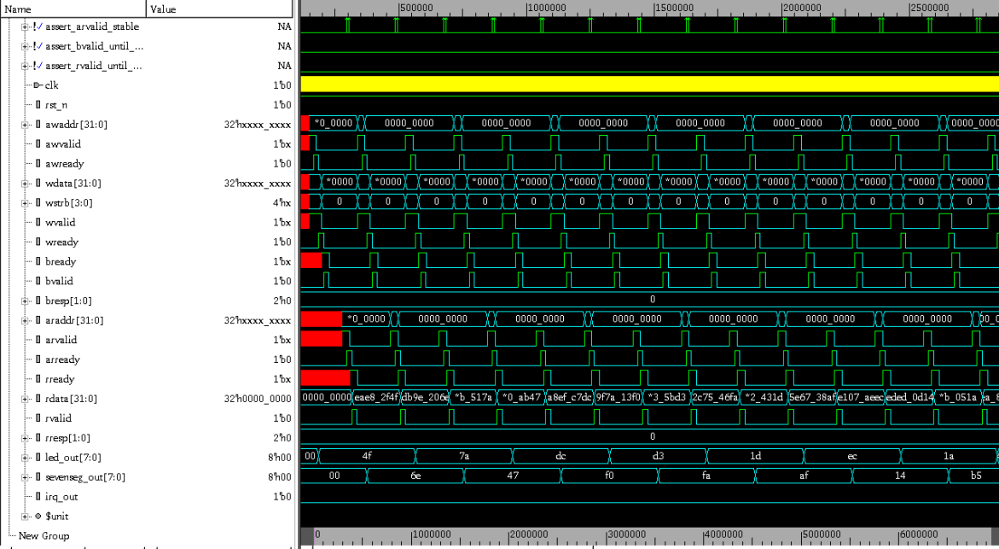 Name Value 500000 1000000 1500000 2000000 2500000
assert_arvalid_stable NA
assert_bvalid_until_... NA
assert_rvalid_until_... NA
clk 1'b0
rst_n 1'b0
awaddr[31:0] 32'hxxxx_xxxx *0_0000 0000_0000 0000_0000 0000_0000 0000_0000 0000_0000 0000_0000 0000_0000
awvalid 1'bx
awready 1'b0
wdata[31:0] 32'hxxxx_xxxx *0000 *0000 *0000 *0000 *0000 *0000 *0000 *0000 *0000 *0000 *0000 *0000 *0000 *0000
wstrb[3:0] 4'hx 0 0 0 0 0 0 0 0 0 0 0 0 0 0
wvalid 1'bx
wready 1'b0
bready 1'bx
bvalid 1'b0
bresp[1:0] 2'h0 0
araddr[31:0] 32'hxxxx_xxxx *0_0000 0000_0000 0000_0000 0000_0000 0000_0000 0000_0000 0000_0000
arvalid 1'bx
arready 1'b0
rready 1'bx
rdata[31:0] 32'h0000_0000 0000_0000 eae8_2f4f db9e_206e *b_517a *0_ab47 a8ef_c7dc 9f7a_13f0 *3_5bd3 2c75_46fa *2_431d 5e67_38af e107_aeec eded_0d14 *b_051a
rvalid 1'b0
rresp[1:0] 2'h0 0
led_out[7:0] 8'h00 00 4f 7a dc d3 1d ec 1a
sevenseg_out[7:0] 8'h00 00 6e 47 f0 fa af 14 b5
irq_out 1'b0
$unit
New Group 0 1000000 2000000 3000000 4000000 5000000 6000000